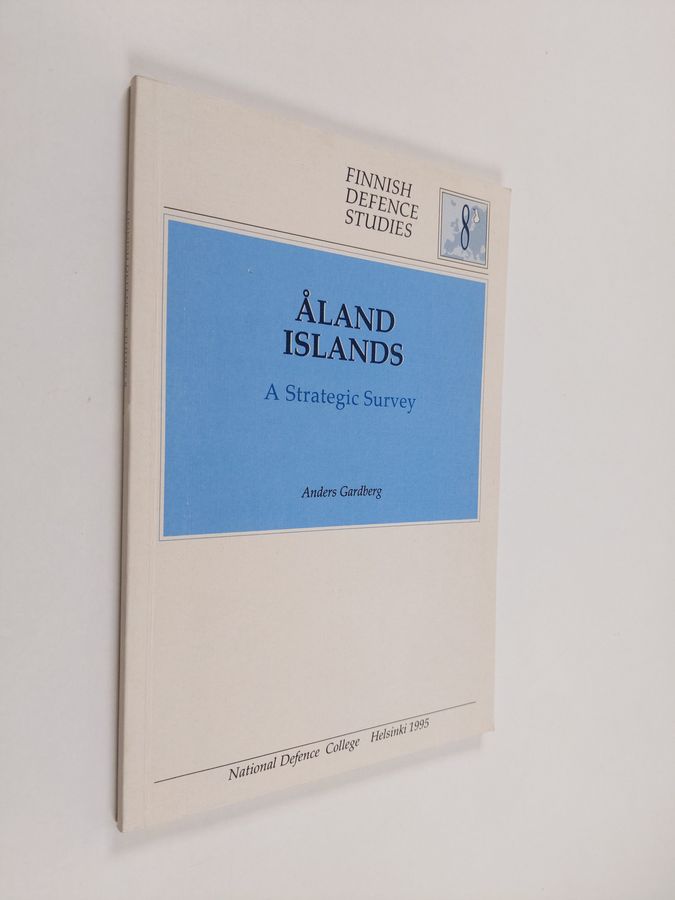 FINNISH
DEFENCE
STUDIES
8
ÅLAND
ISLANDS
A Strategic Survey
Anders Gardberg
National Defence College Helsinki 1995